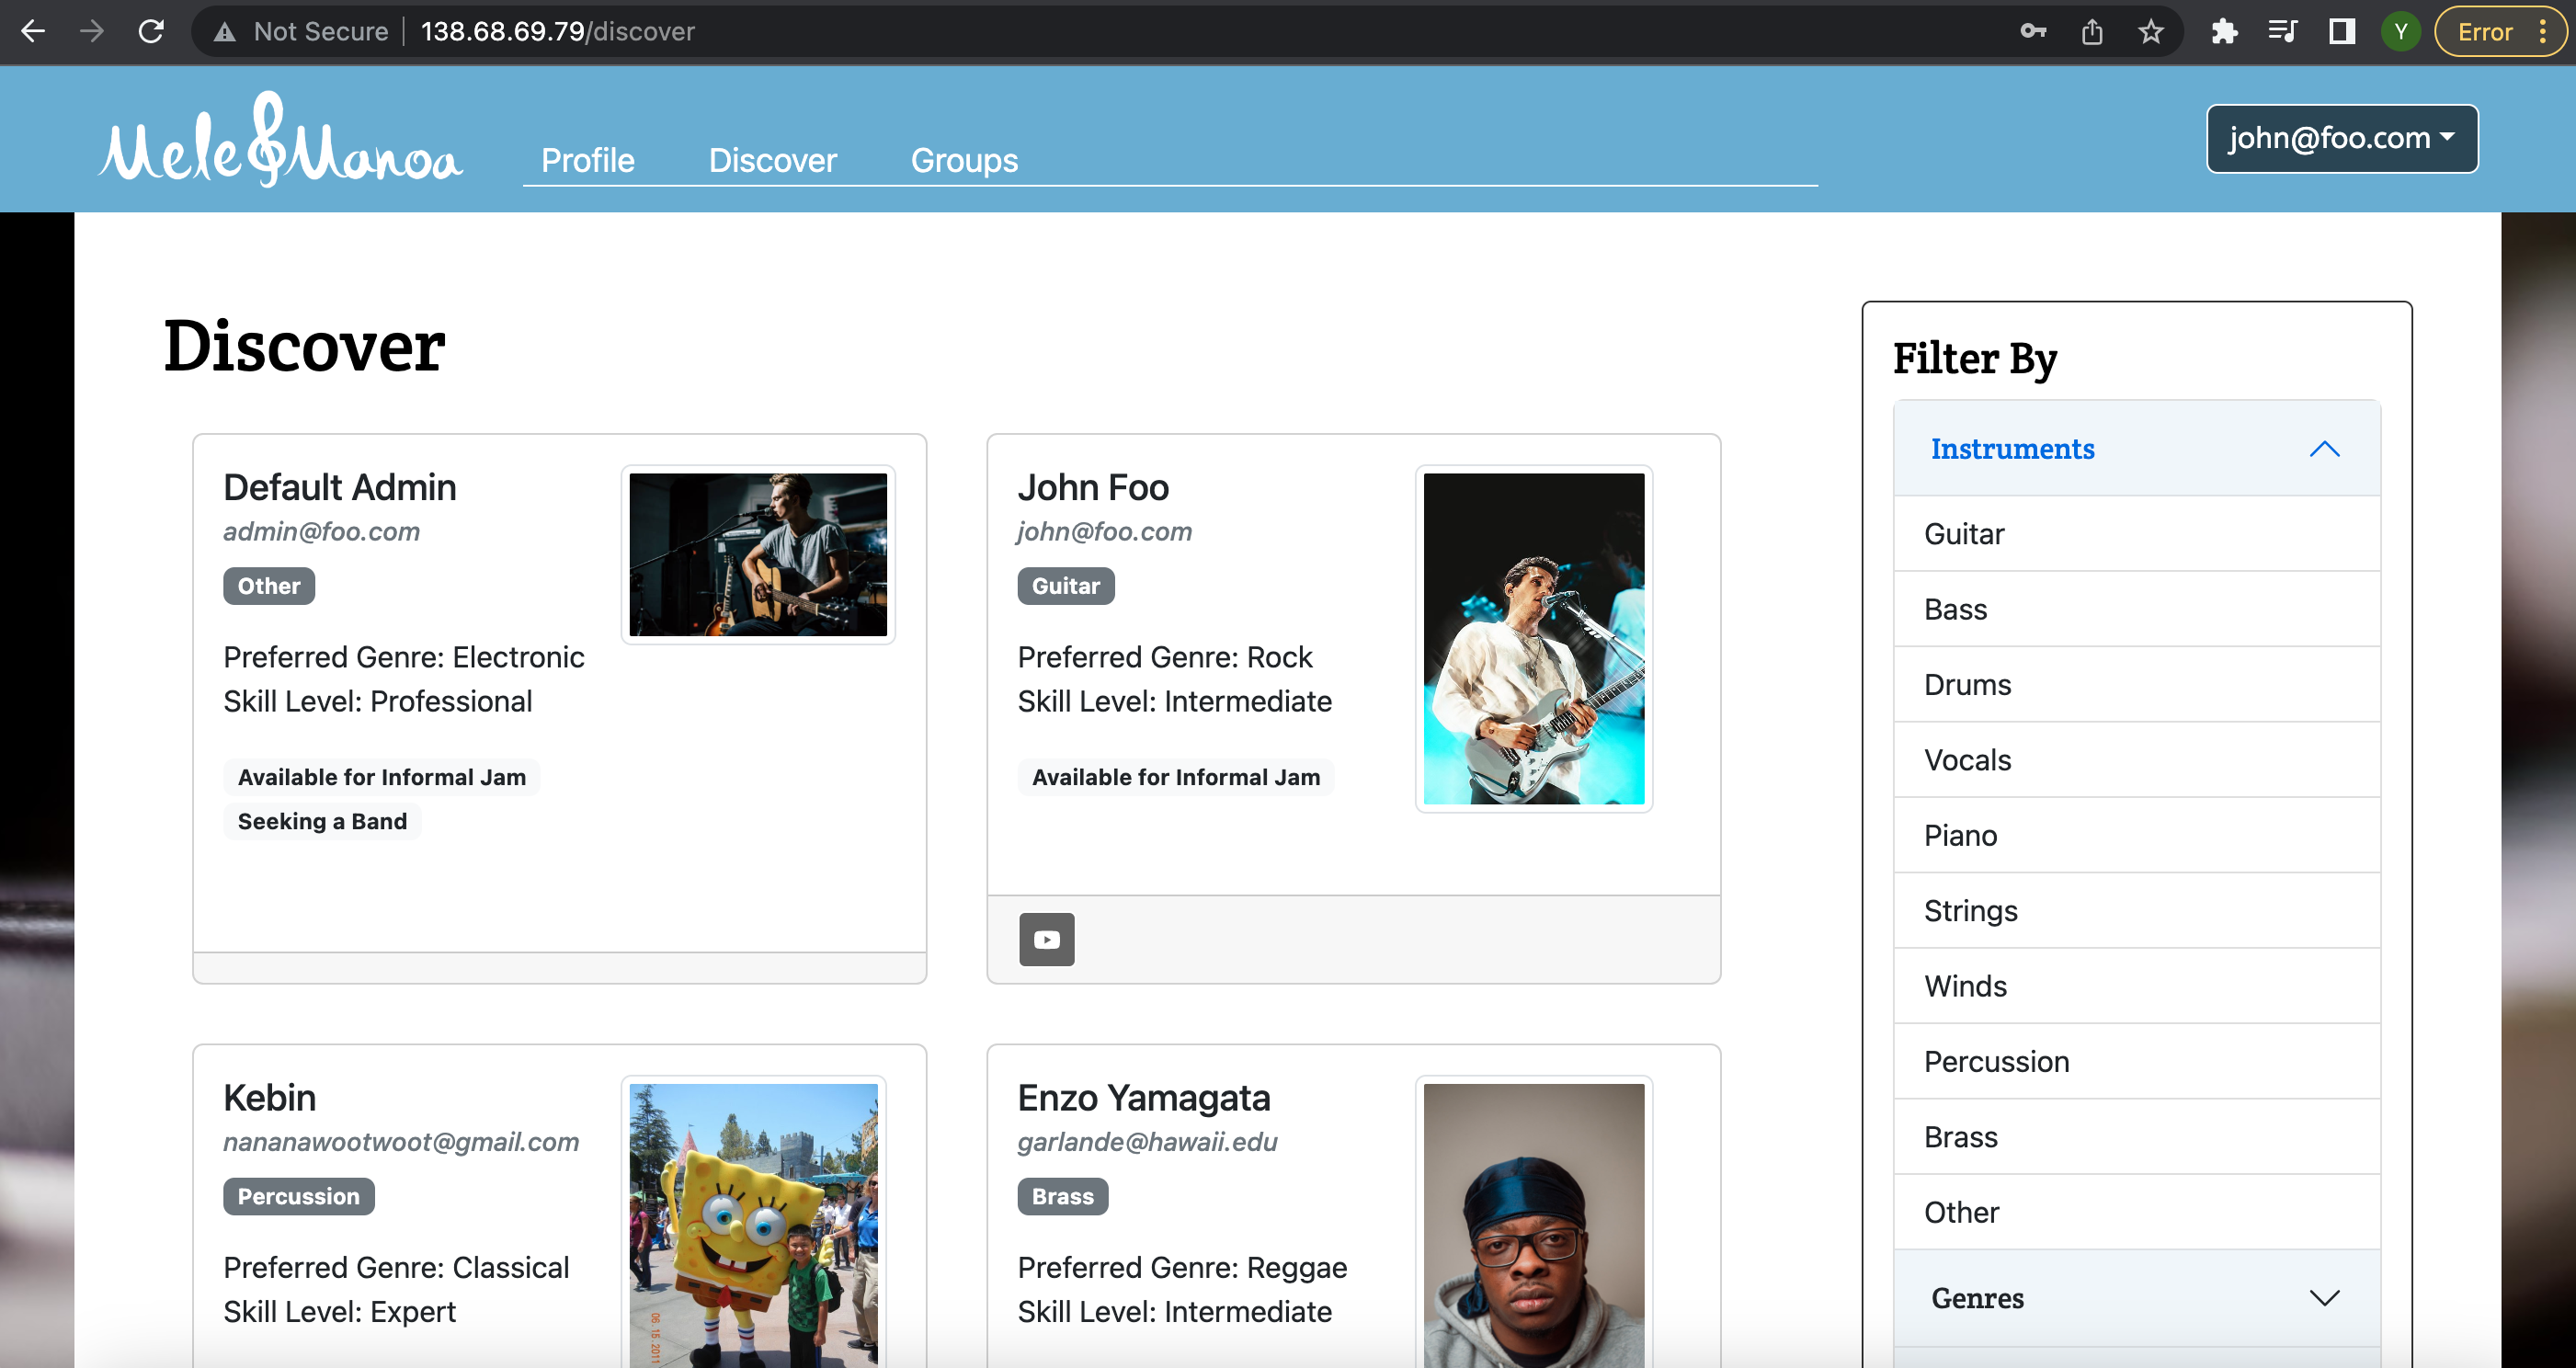 Not Secure | 138.68.69.79/discover
Y
Error
Mele Manoa
Profile
Discover
Groups
john@foo.com
Discover
Default Admin
admin@foo.com
Other
Preferred Genre: Electronic
Skill Level: Professional
Available for Informal Jam
Seeking a Band
John Foo
john@foo.com
Guitar
Preferred Genre: Rock
Skill Level: Intermediate
Available for Informal Jam
Kebin
nananawootwoot@gmail.com
Percussion
Preferred Genre: Classical
Skill Level: Expert
06.15.2011
Enzo Yamagata
garlande@hawaii.edu
Brass
Preferred Genre: Reggae
Skill Level: Intermediate
Filter By
Instruments
Guitar
Bass
Drums
Vocals
Piano
Strings
Winds
Percussion
Brass
Other
Genres